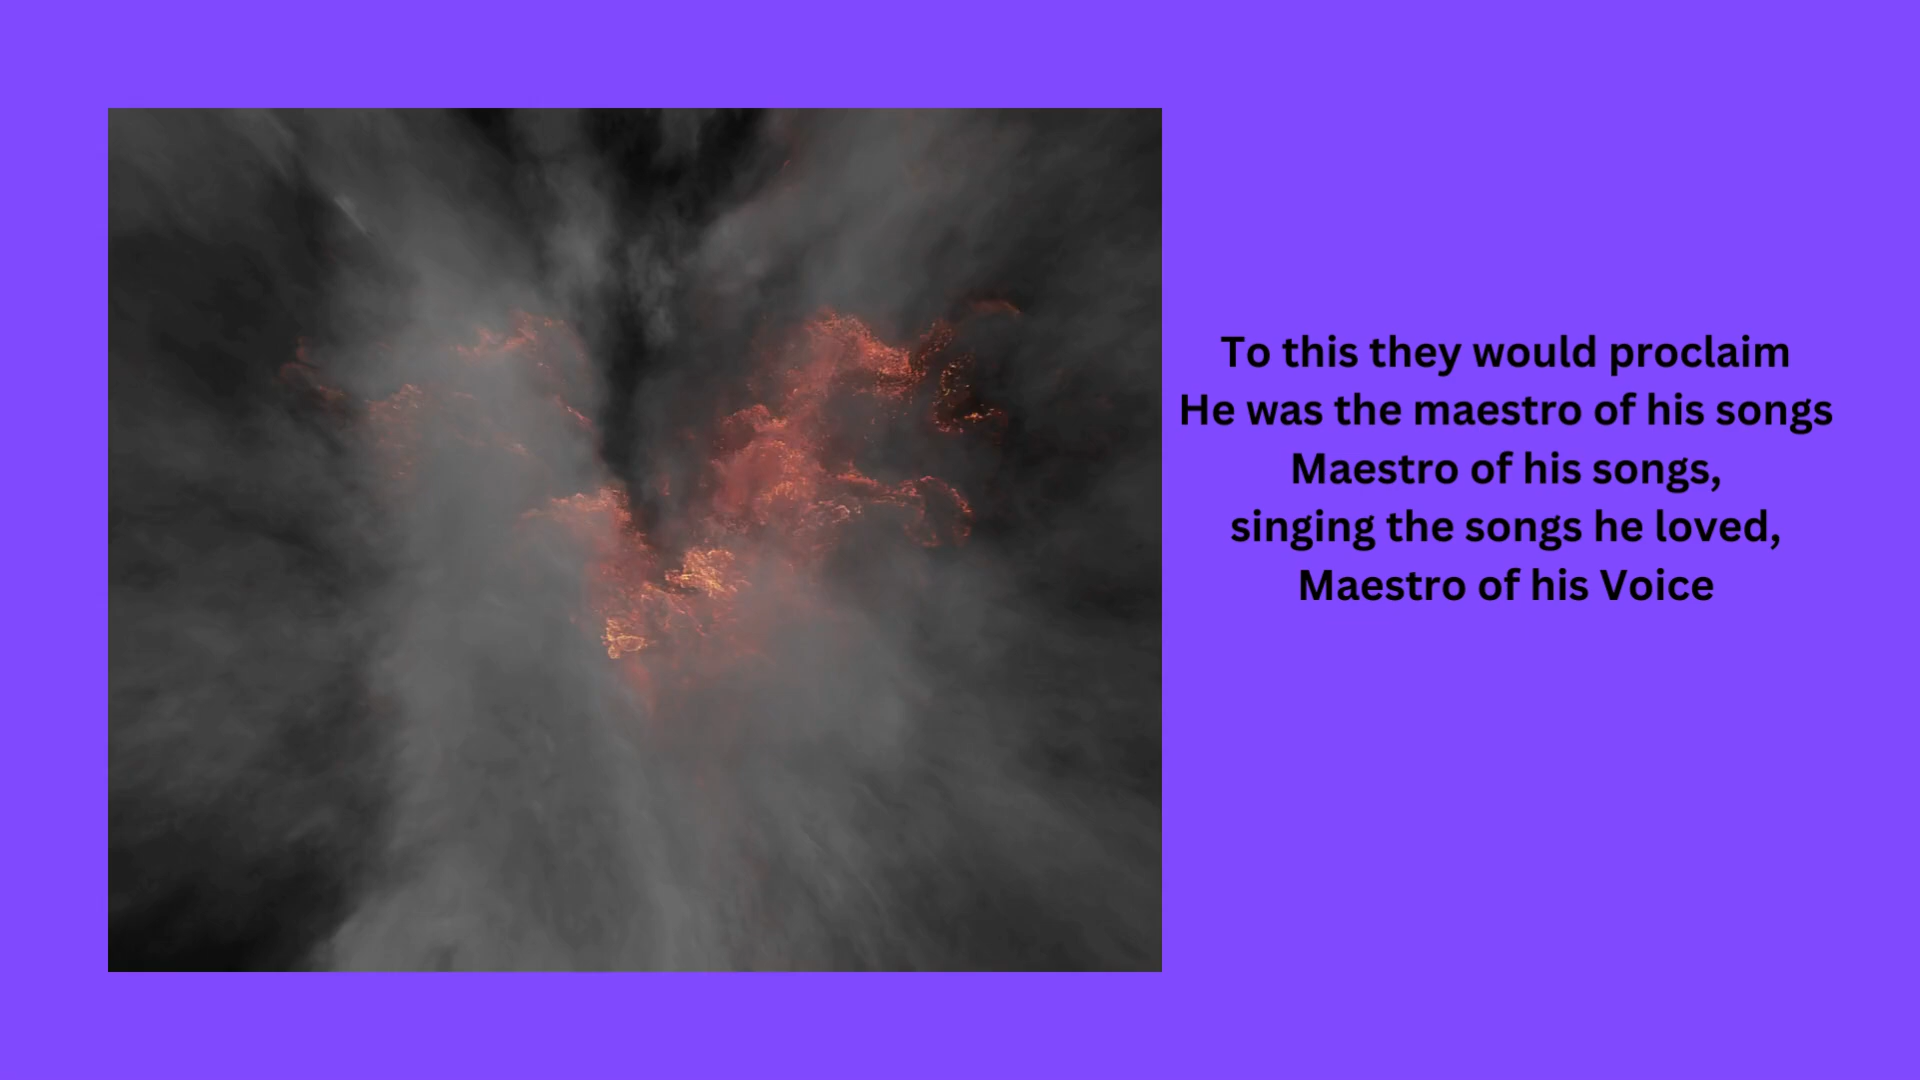 To this they would proclaim
He was the maestro of his songs
Maestro of his songs,
singing the songs he loved,
Maestro of his Voice